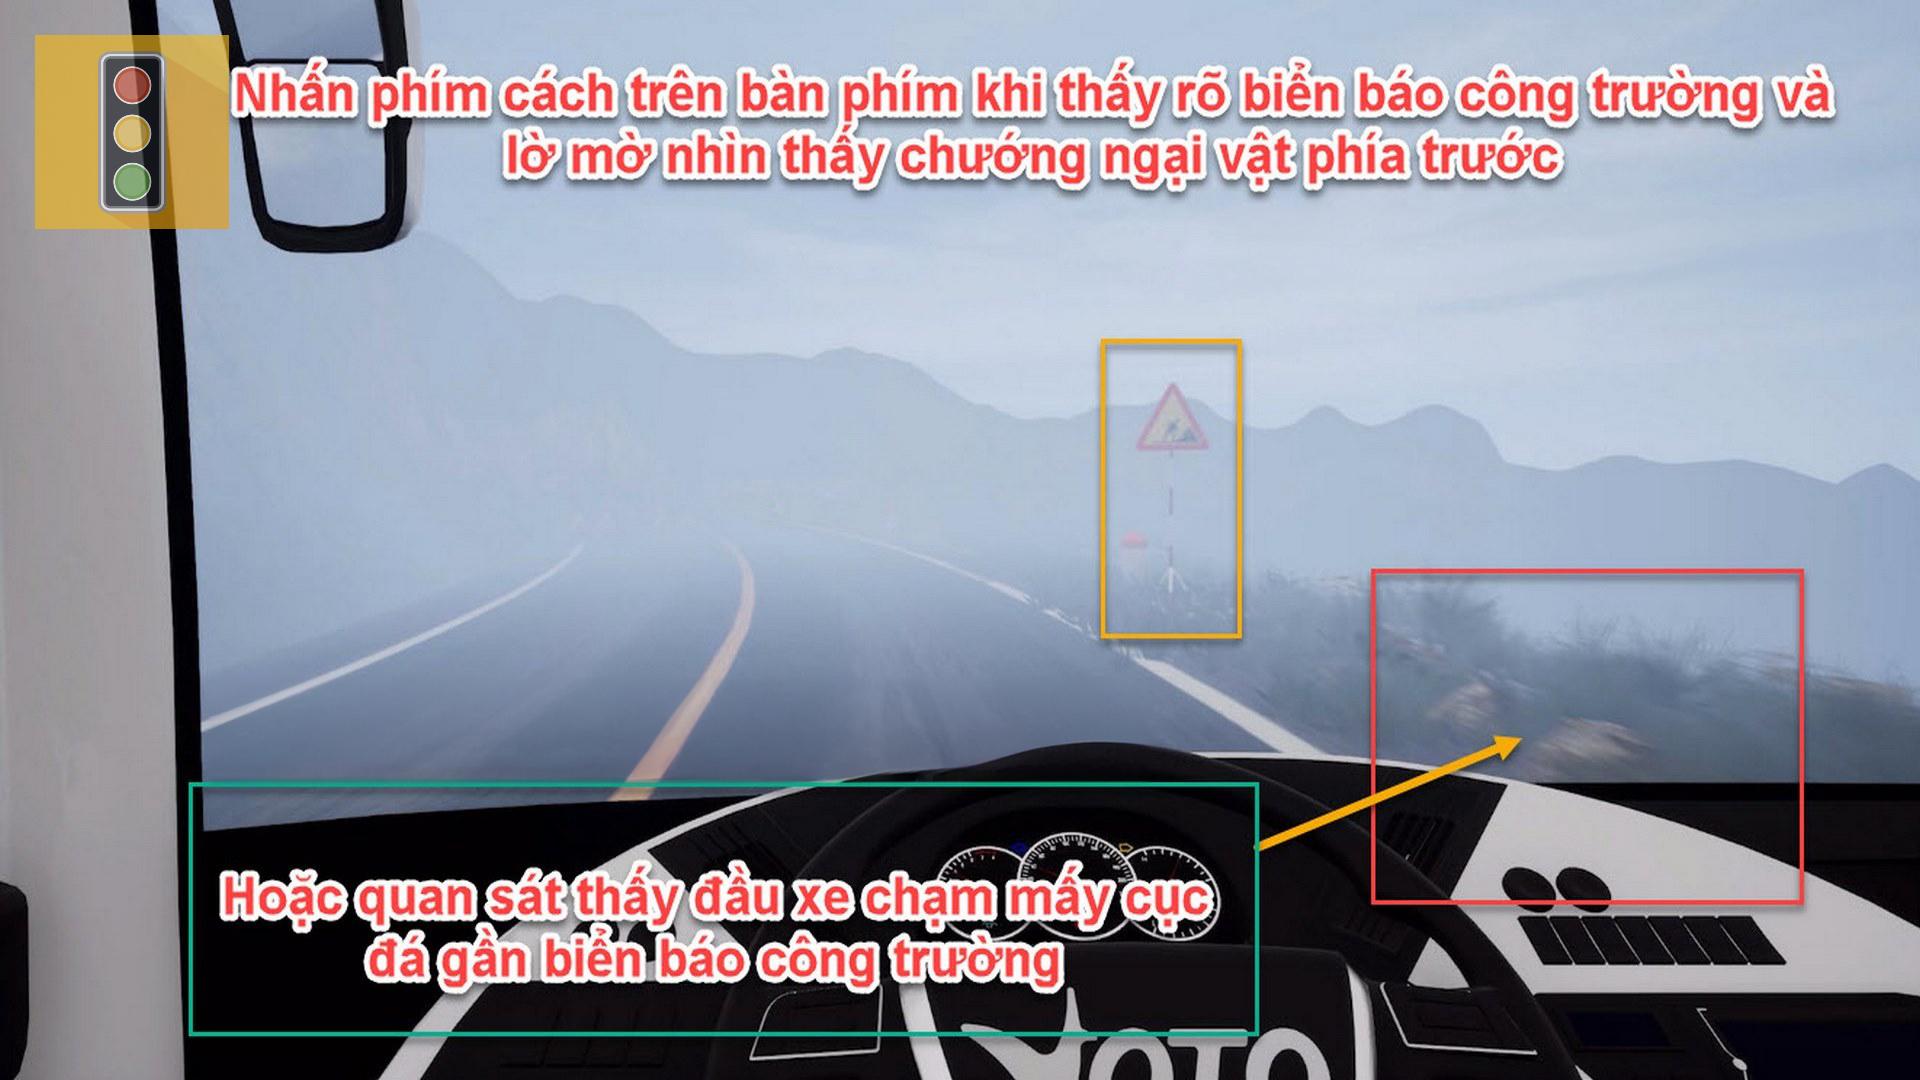 Nhấn phím cách trên bàn phím khi thấy rõ biển báo công trường và
lờ mờ nhìn thấy chướng ngại vật phía trước
Hoặc quan sát thấy đầu xe chạm mấy cục
đá gần biển báo công trường
OTO